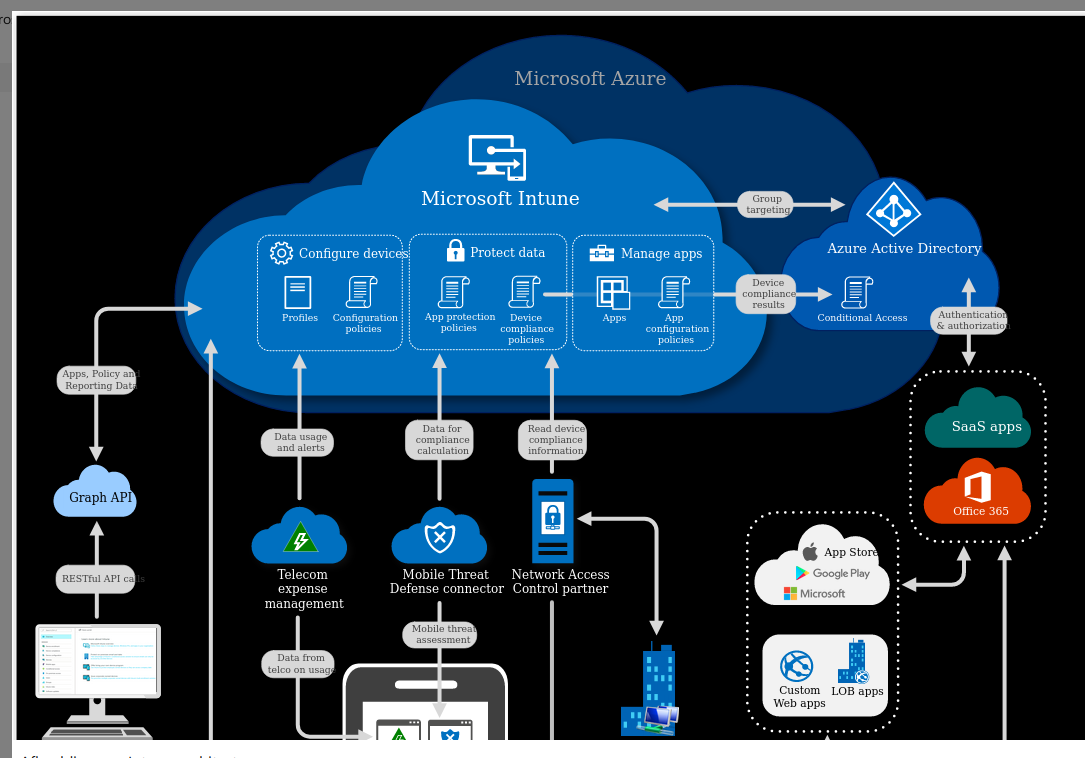 Microsoft Azure
Microsoft Intune
Group
targeting
Azure Active Directory
Configure devices
Protect data
Manage apps
Profiles
Configuration
policies
App protection
policies
Device
compliance
policies
Apps
App
configuration
policies
Device
compliance
results
Conditional Access
Authentication
& authorization
Apps, Policy and
Reporting Data
Data usage
and alerts
Data for
compliance
calculation
Read device
compliance
information
SaaS apps
Office 365
Graph API
RESTful API calls
Telecom
expense
management
Mobile Threat
Defense connector
Network Access
Control partner
App Store
Google Play
Microsoft
Mobile threat
assessment
Data from
telco on usage
Custom
Web apps
LOB apps